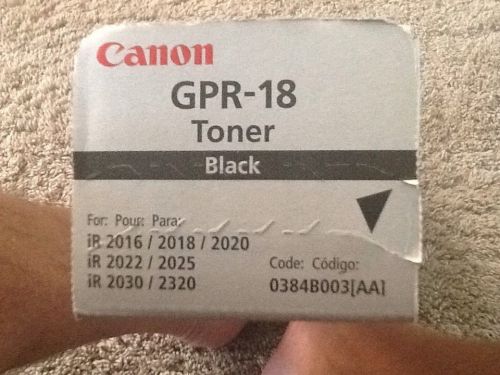 Canon
GPR-18
Toner
Black
For: Pour: Para:
iR 2016 / 2018 / 2020
iR 2022 / 2025
iR 2030 / 2320
Code: Código:
0384B003[AA]